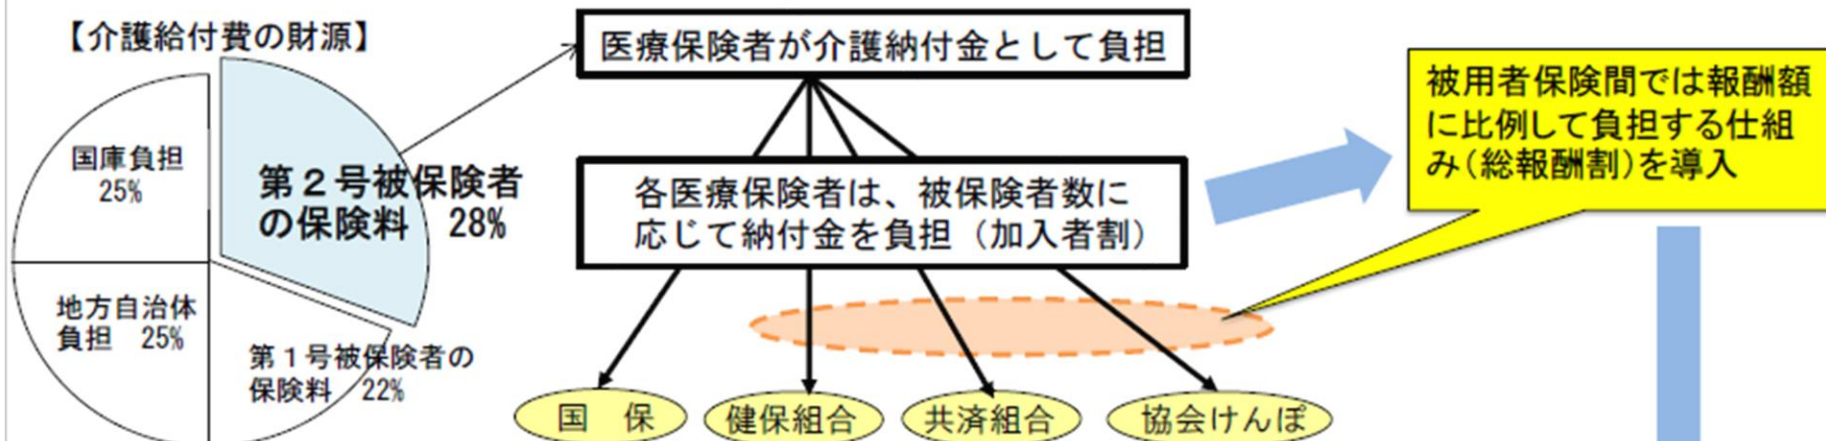 【介護給付費の財源】
国庫負担
25%
第２号被保険者
の保険料　28%
地方自治体
負担　25%
第１号被保険者の
保険料　22%
医療保険者が介護納付金として負担
各医療保険者は、被保険者数に
応じて納付金を負担（加入者割）
被用者保険間では報酬額
に比例して負担する仕組
み（総報酬割）を導入
国　保
健保組合
共済組合
協会けんぽ